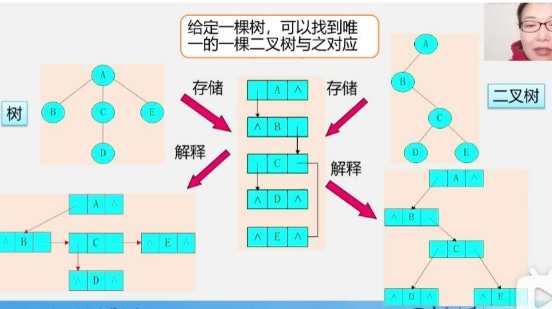 给定一棵树，可以找到唯
一的一棵二叉树与之对应
A
B C E
D
树
存储
存储
解释
解释
A ^
^ B
C
^ D ^
^ E ^
A
B
C
D E
二叉树
A ^
^ B
C
^ E ^
^ D ^
A ^
^ B
C
^ D ^
^ E